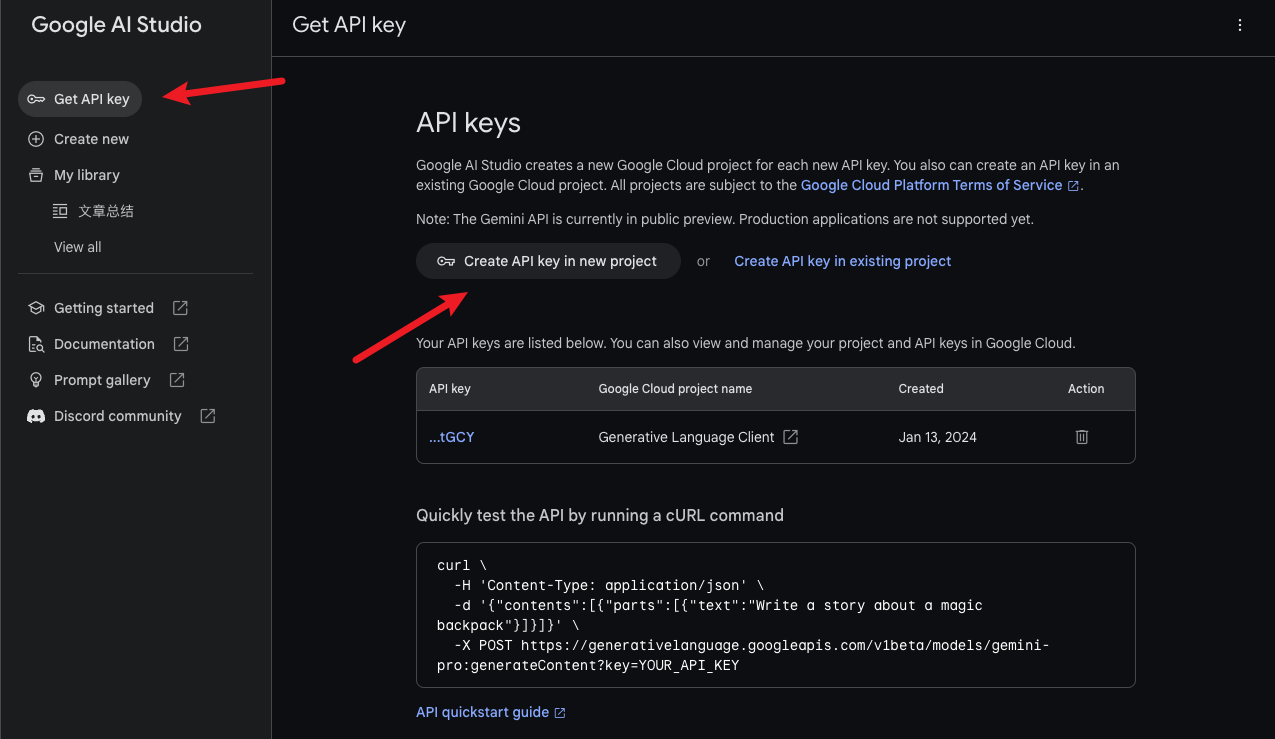 Google AI Studio
Get API key
Create new
My library
文章总结
View all
Getting started
Documentation
Prompt gallery
Discord community
Get API key
API keys
Google AI Studio creates a new Google Cloud project for each new API key. You also can create an API key in an
existing Google Cloud project. All projects are subject to the Google Cloud Platform Terms of Service.
Note: The Gemini API is currently in public preview. Production applications are not supported yet.
Create API key in new project or Create API key in existing project
Your API keys are listed below. You can also view and manage your project and API keys in Google Cloud.
API key Google Cloud project name Created Action
...tGCY Generative Language Client Jan 13, 2024
Quickly test the API by running a cURL command
curl \
-H 'Content-Type: application/json' \
-d '{"contents":[{"parts":[{"text":"Write a story about a magic
backpack"}]}]}' \
-X POST https://generativelanguage.googleapis.com/v1beta/models/gemini-
pro:generateContent?key=YOUR_API_KEY
API quickstart guide